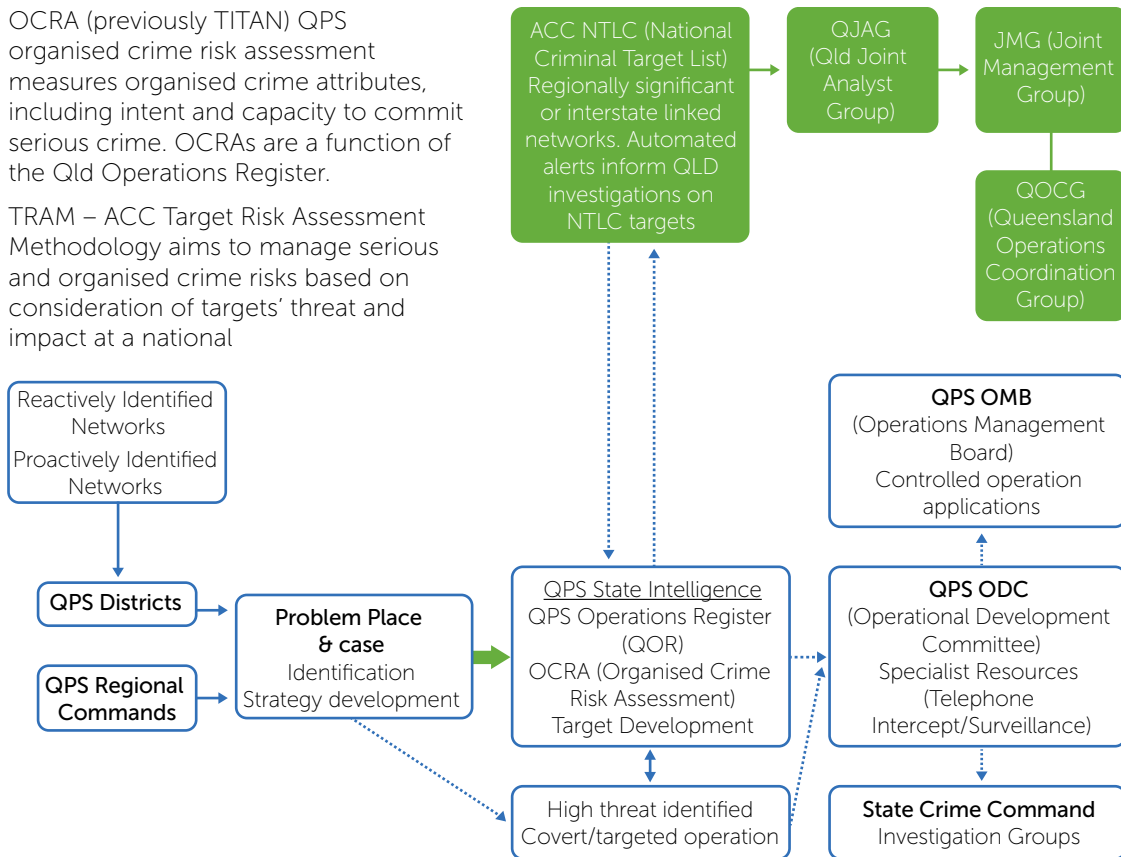 OCRA (previously TITAN) QPS
organised crime risk assessment
measures organised crime attributes,
including intent and capacity to commit
serious crime. OCRAs are a function of
the Qld Operations Register.
TRAM – ACC Target Risk Assessment
Methodology aims to manage serious
and organised crime risks based on
consideration of targets’ threat and
impact at a national
ACC NTLC (National
Criminal Target List)
Regionally significant
or interstate linked
networks. Automated
alerts inform QLD
investigations on
NTLC targets
QJAG
(Qld Joint
Analyst
Group)
JMG (Joint
Management
Group)
QOCG
(Queensland
Operations
Coordination
Group)
Reactively Identified
Networks
Proactively Identified
Networks
QPS Districts
QPS Regional
Commands
Problem Place
& case
Identification
Strategy development
QPS State Intelligence
QPS Operations Register
(QOR)
OCRA (Organised Crime
Risk Assessment)
Target Development
High threat identified
Covert/targeted operation
QPS OMB
(Operations Management
Board)
Controlled operation
applications
QPS ODC
(Operational Development
Committee)
Specialist Resources
(Telephone
Intercept/Surveillance)
State Crime Command
Investigation Groups